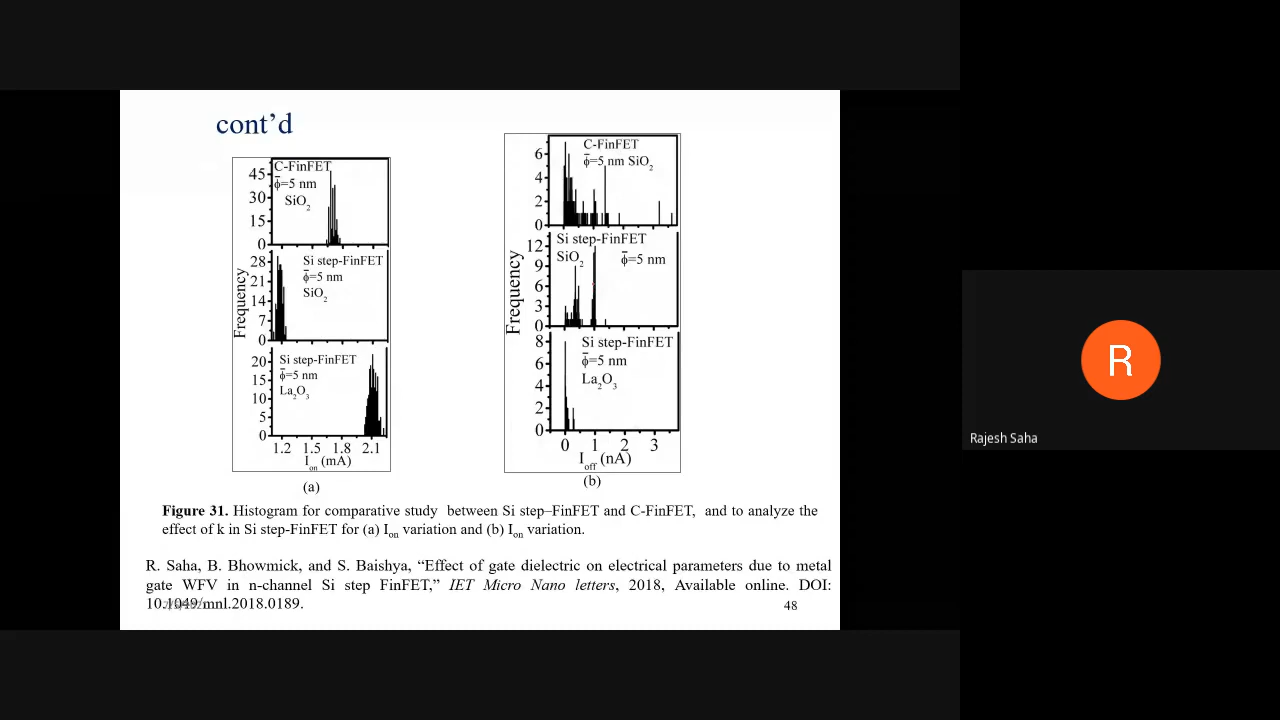 cont'd
C-FinFET
ϕ̄=5 nm
SiO2
45
30
15
0
Si step-FinFET
ϕ̄=5 nm
SiO2
28
21
14
7
0
Si step-FinFET
ϕ̄=5 nm
La2O3
20
15
10
5
0
Frequency
1.2 1.5 1.8 2.1
Ion (mA)
(a)
C-FinFET
ϕ̄=5 nm SiO2
6
4
2
0
Si step-FinFET
SiO2 ϕ̄=5 nm
12
9
6
3
0
Si step-FinFET
ϕ̄=5 nm
La2O3
8
6
4
2
0
Frequency
0 1 2 3
Ioff (nA)
(b)
Figure 31. Histogram for comparative study between Si step–FinFET and C-FinFET, and to analyze the
effect of k in Si step-FinFET for (a) Ion variation and (b) Ion variation.
R. Saha, B. Bhowmick, and S. Baishya, “Effect of gate dielectric on electrical parameters due to metal
gate WFV in n-channel Si step FinFET,” IET Micro Nano letters, 2018, Available online. DOI:
10.1049/mnl.2018.0189.
48
R
Rajesh Saha